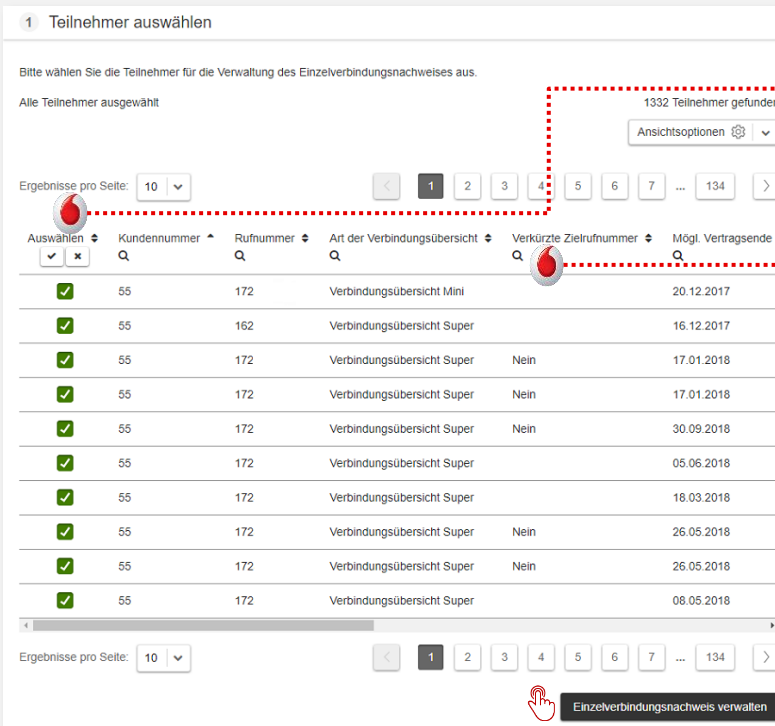 1 Teilnehmer auswählen
Bitte wählen Sie die Teilnehmer für die Verwaltung des Einzelverbindungsnachweises aus.
Alle Teilnehmer ausgewählt 1332 Teilnehmer gefunden
Ansichtsoptionen
Ergebnisse pro Seite: 10 < 1 2 3 4 5 6 7 ... 134 >
Auswählen Kundennummer Rufnummer Art der Verbindungsübersicht Verkürzte Zielrufnummer Mögl. Vertragsende
55 172 Verbindungsübersicht Mini 20.12.2017
55 162 Verbindungsübersicht Super 16.12.2017
55 172 Verbindungsübersicht Super Nein 17.01.2018
55 172 Verbindungsübersicht Super Nein 17.01.2018
55 172 Verbindungsübersicht Super Nein 30.09.2018
55 172 Verbindungsübersicht Super 05.06.2018
55 172 Verbindungsübersicht Super 18.03.2018
55 172 Verbindungsübersicht Super Nein 26.05.2018
55 172 Verbindungsübersicht Super Nein 26.05.2018
55 172 Verbindungsübersicht Super 08.05.2018
Ergebnisse pro Seite: 10 < 1 2 3 4 5 6 7 ... 134 >
Einzelverbindungsnachweis verwalten